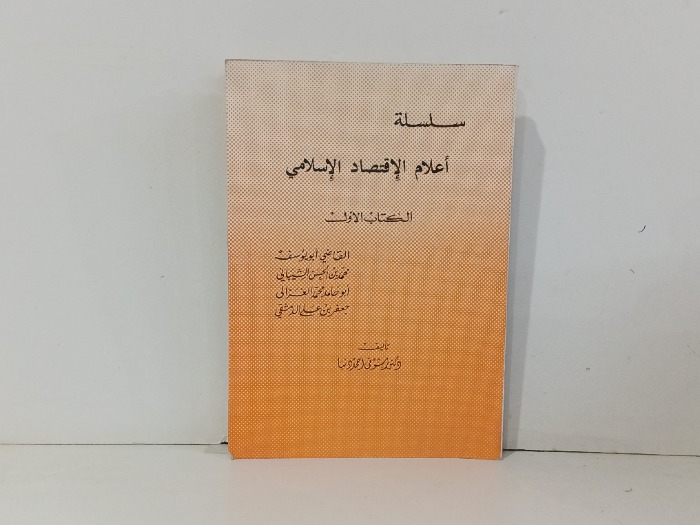 سلسلة
أعلام الإقتصاد الإسلامي
الكتاب الأول
القاضي أبو يوسف
محمد بن الحسن الشيباني
أبو حامد محمد الغزالي
جعفر بن علي الدمشقي
تأليف
دكتور شوقي أحمد دنيا